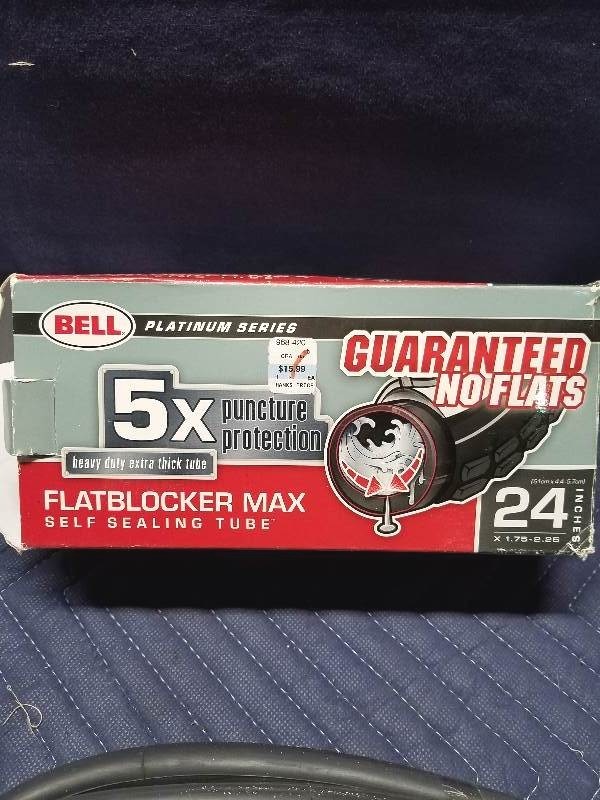 BELL
PLATINUM SERIES
$15.99
EA
GUARANTEED
NO FLATS
5x
puncture
protection
heavy duty extra thick tube
FLATBLOCKER MAX
SELF SEALING TUBE
24
INCHES
X 1.75-2.25